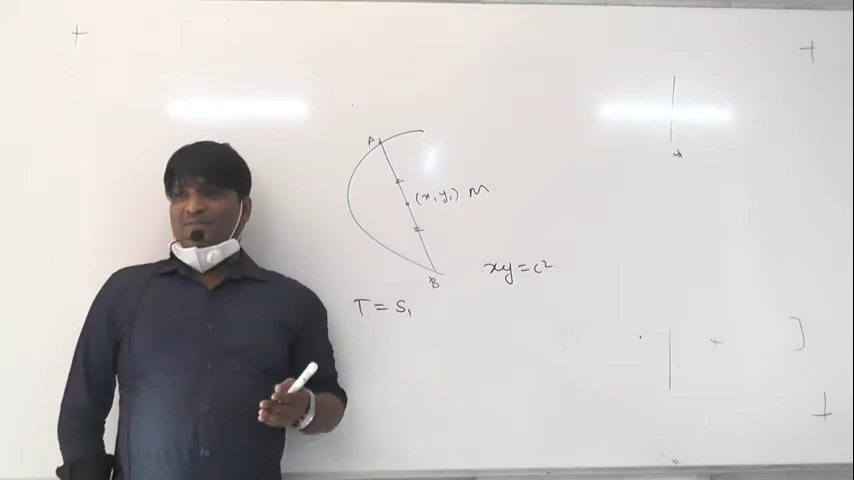 A
(x₁ y₁) M
B
xy = c²
T = S₁